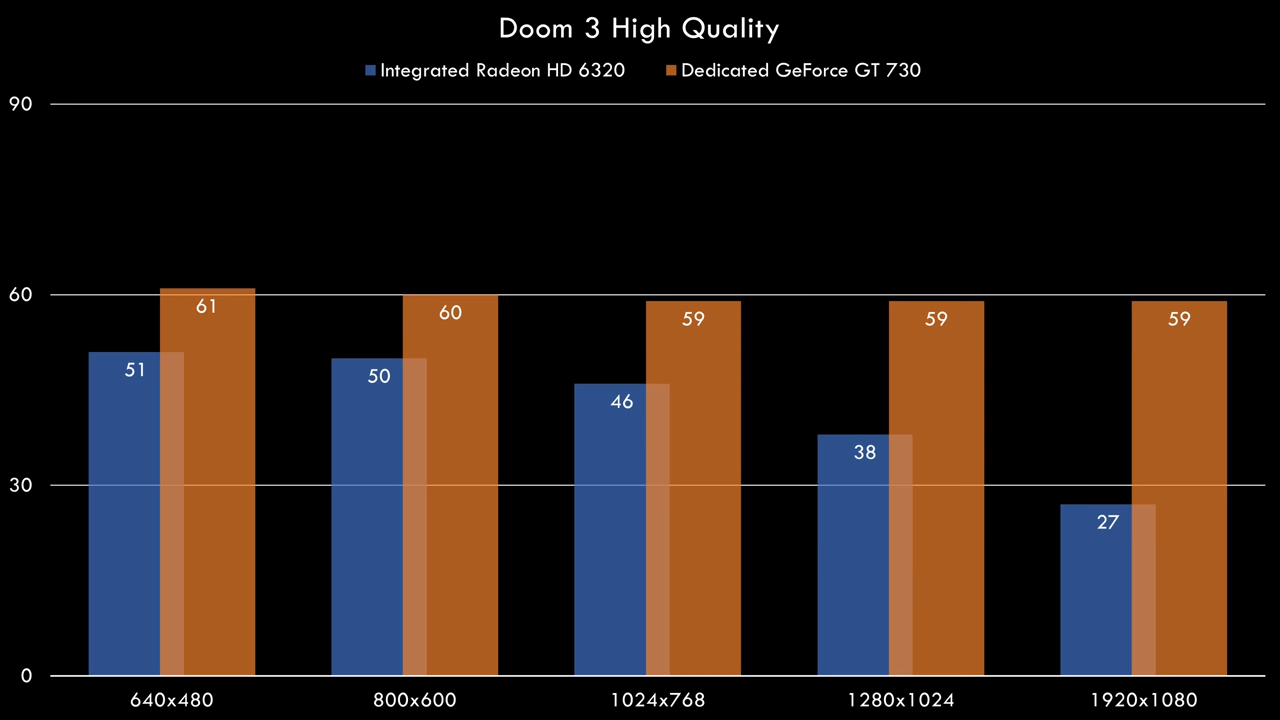 Doom 3 High Quality
Integrated Radeon HD 6320 Dedicated GeForce GT 730
90
60
30
0
51 61 50 60 46 59 38 59 27 59
640x480 800x600 1024x768 1280x1024 1920x1080